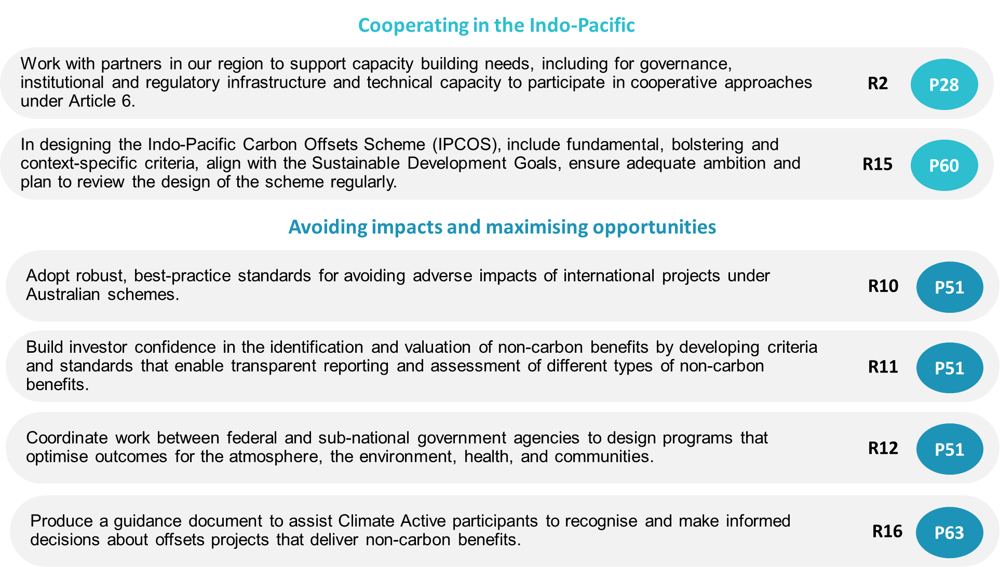 Cooperating in the Indo-Pacific
Work with partners in our region to support capacity building needs, including for governance,
institutional and regulatory infrastructure and technical capacity to participate in cooperative approaches
under Article 6.
R2
P28
In designing the Indo-Pacific Carbon Offsets Scheme (IPCOS), include fundamental, bolstering and
context-specific criteria, align with the Sustainable Development Goals, ensure adequate ambition and
plan to review the design of the scheme regularly.
R15
P60
Avoiding impacts and maximising opportunities
Adopt robust, best-practice standards for avoiding adverse impacts of international projects under
Australian schemes.
R10
P51
Build investor confidence in the identification and valuation of non-carbon benefits by developing criteria
and standards that enable transparent reporting and assessment of different types of non-carbon
benefits.
R11
P51
Coordinate work between federal and sub-national government agencies to design programs that
optimise outcomes for the atmosphere, the environment, health, and communities.
R12
P51
Produce a guidance document to assist Climate Active participants to recognise and make informed
decisions about offsets projects that deliver non-carbon benefits.
R16
P63